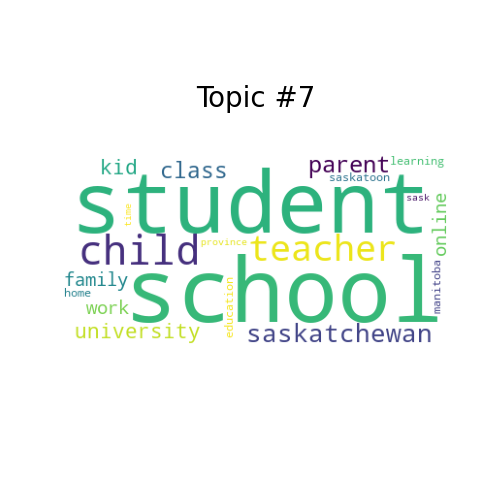 Topic #7
kid
class
parent
learning
saskatoon
student
sask
time
online
child
province
teacher
school
family
home
manitoba
work
education
university
saskatchewan